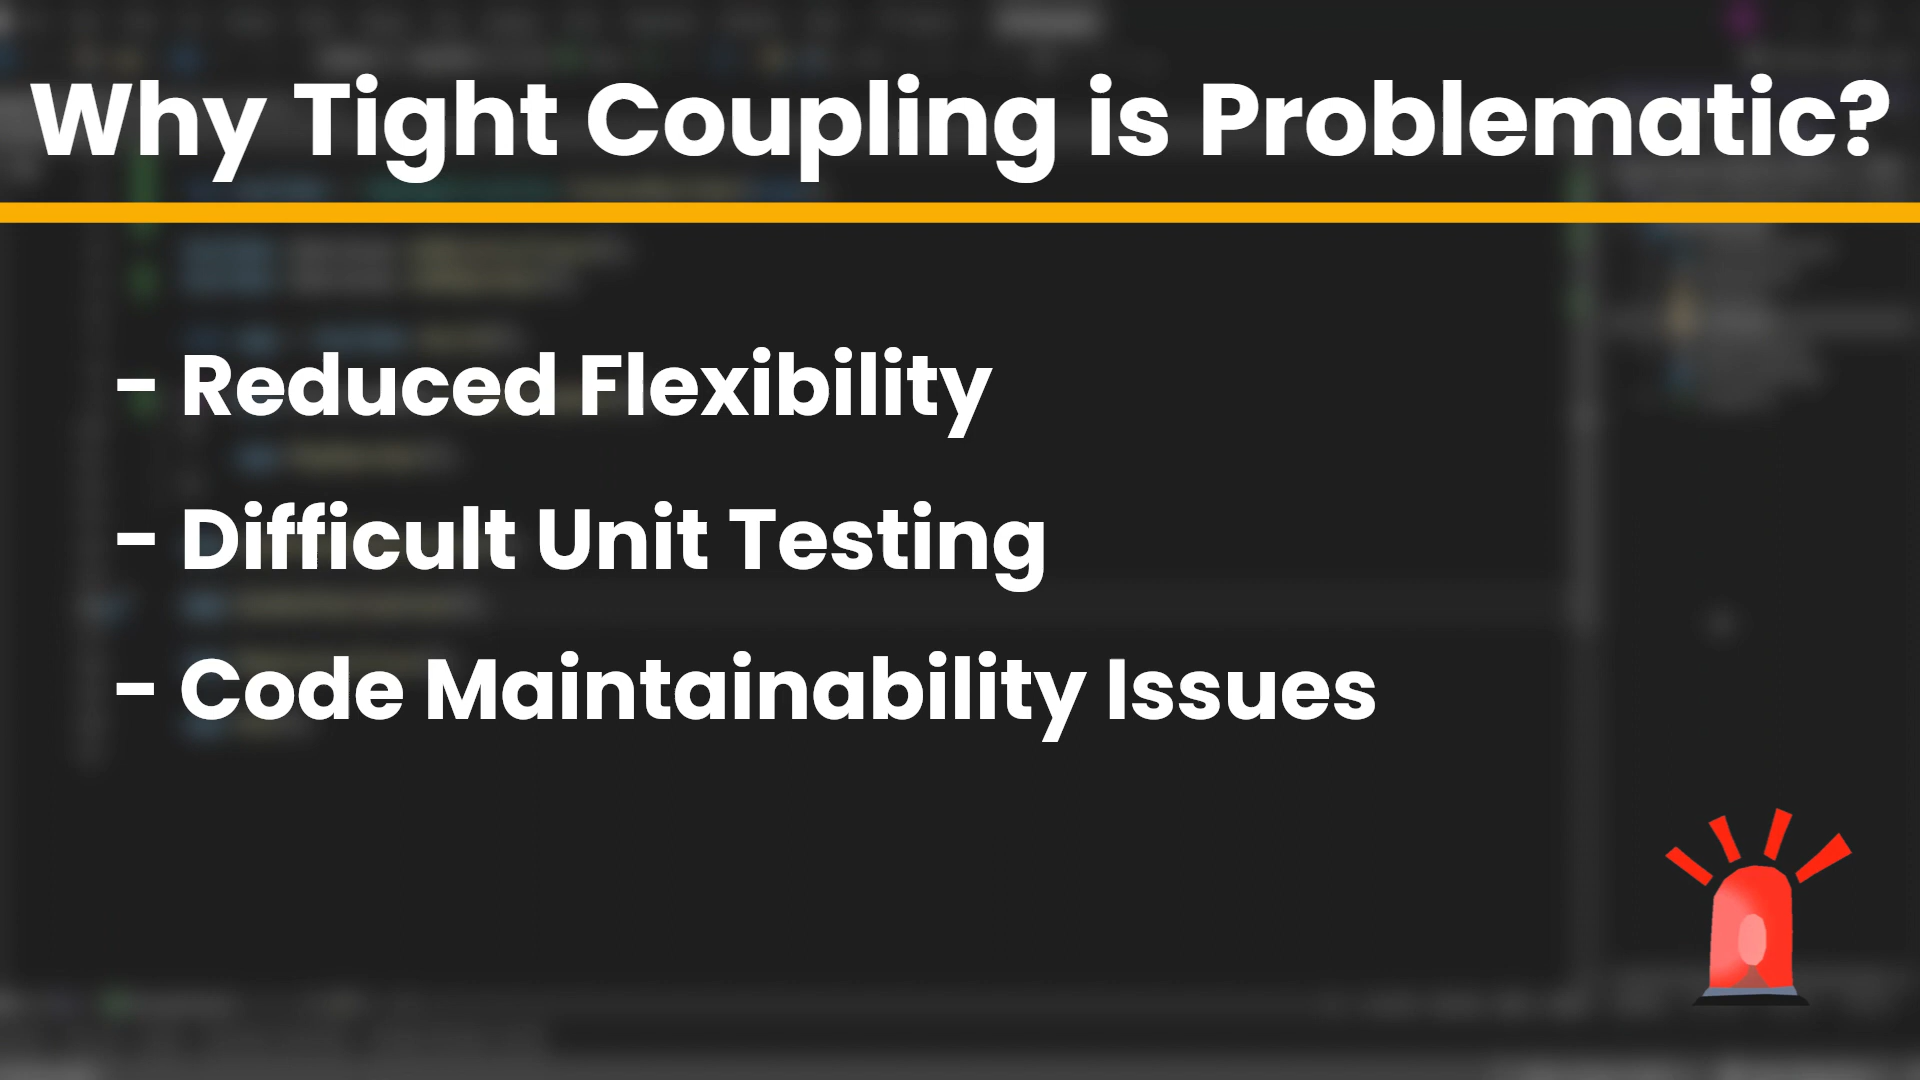 Why Tight Coupling is Problematic?
- Reduced Flexibility
- Difficult Unit Testing
- Code Maintainability Issues